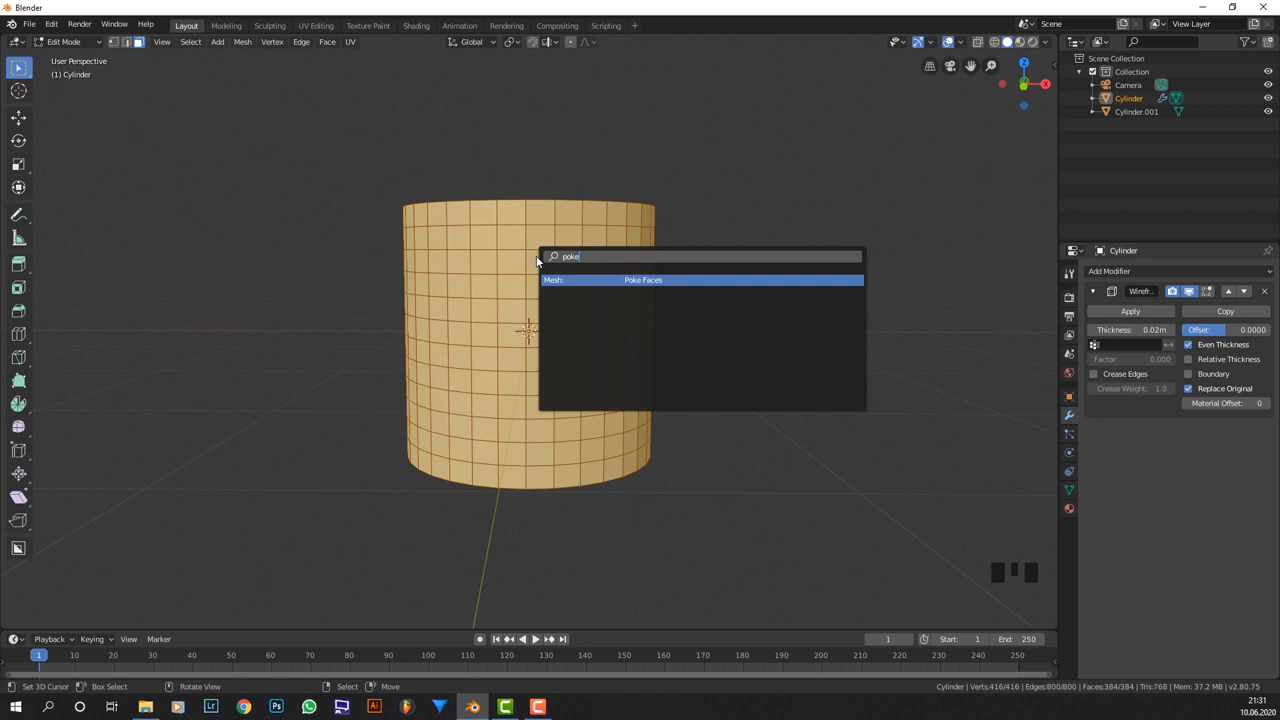 Blender
File Edit Render Window Help Layout Modeling Sculpting UV Editing Texture Paint Shading Animation Rendering Compositing Scripting Scene View Layer
Edit Mode View Select Add Mesh Vertex Edge Face UV Global
User Perspective
(1) Cylinder
Z
X
Scene Collection
Collection
Camera
Cylinder
Cylinder.001
poke
Mesh: Poke Faces
Cylinder
Add Modifier
Wirefr..
Apply Copy
Thickness: 0.02m Offset: 0.0000
Even Thickness
Factor: 0.000 Relative Thickness
Crease Edges Boundary
Crease Weight: 1.0 Replace Original
Material Offset: 0
Playback Keying View Marker 1 Start: 1 End: 250
1 10 20 30 40 50 60 70 80 90 100 110 120 130 140 150 160 170 180 190 200 210 220 230 240 250
Set 3D Cursor Box Select Rotate View Select Move Cylinder | Verts:416/416 | Edges:800/800 | Faces:384/384 | Tris:768 | Mem: 37.2 MB | v2.80.75
21:31
10.06.2020